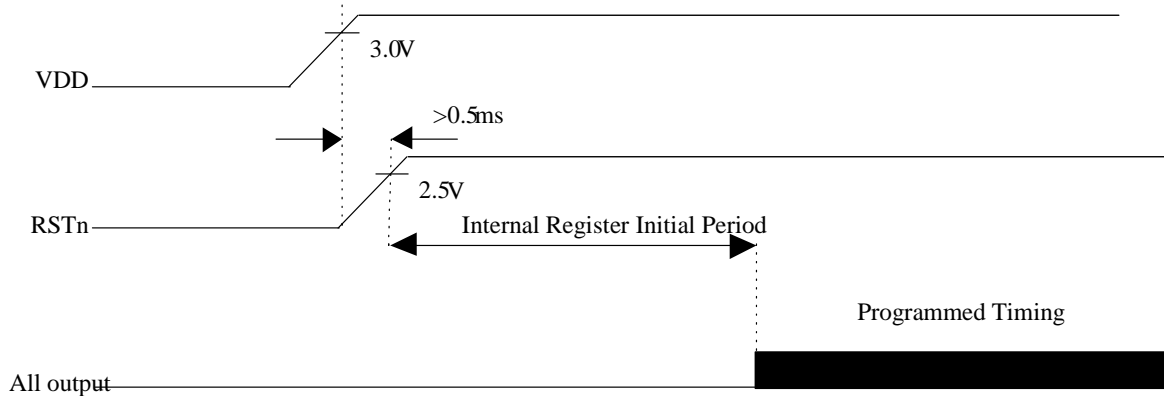 3.0V
VDD
>0.5ms
2.5V
RSTn
Internal Register Initial Period
Programmed Timing
All output